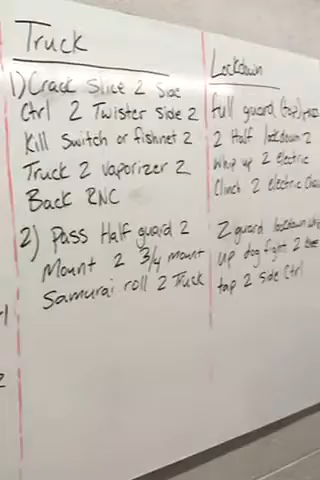 Truck
1) Crack Slice 2 Side
Ctrl 2 Twister side 2
Kill Switch or fishnet 2
Truck 2 vaporizer 2
Back RNC
2) Pass Half guard 2
Mount 2 3/4 mount
Samurai roll 2 Truck
Lockdown
full guard (top)
2 Half lockdown 2
Whip up 2 electric
Clinch 2 electric
Z guard lockdown
up dog fight 2
tap 2 side Ctrl
2